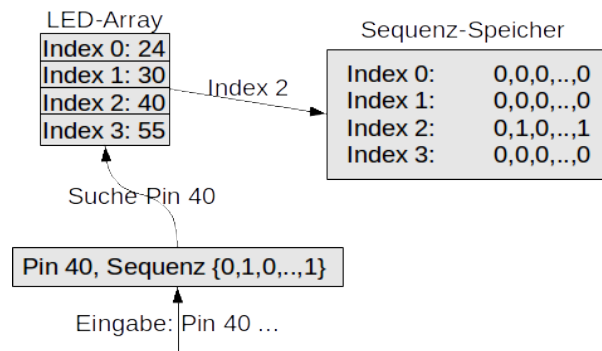 LED-Array
Index 0: 24
Index 1: 30
Index 2: 40
Index 3: 55
Index 2
Sequenz-Speicher
Index 0: 0,0,0,..,0
Index 1: 0,0,0,..,0
Index 2: 0,1,0,..,1
Index 3: 0,0,0,..,0
Suche Pin 40
Pin 40, Sequenz {0,1,0,..,1}
Eingabe: Pin 40 ...